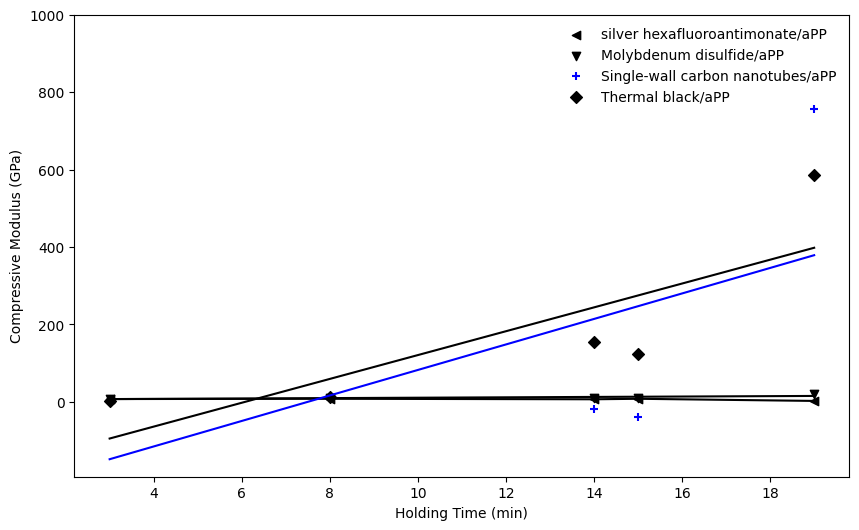 1000
800
600
400
200
0
4
6
8
10
12
14
16
18
Compressive Modulus (GPa)
Holding Time (min)
silver hexafluoroantimonate/aPP
Molybdenum disulfide/aPP
Single-wall carbon nanotubes/aPP
Thermal black/aPP